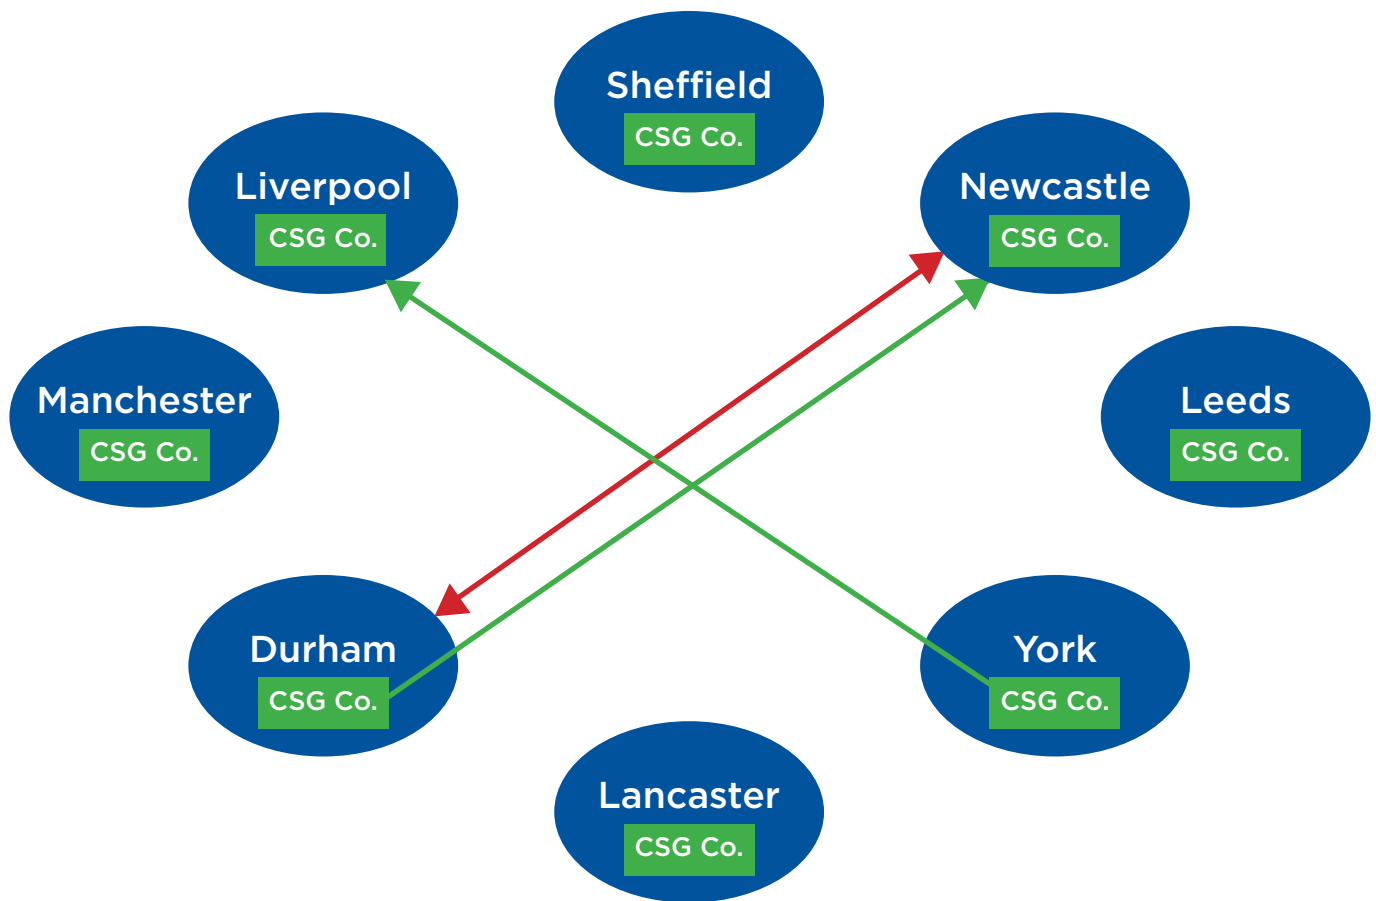 Sheffield
CSG Co.
Liverpool
CSG Co.
Newcastle
CSG Co.
Manchester
CSG Co.
Leeds
CSG Co.
Durham
CSG Co.
York
CSG Co.
Lancaster
CSG Co.